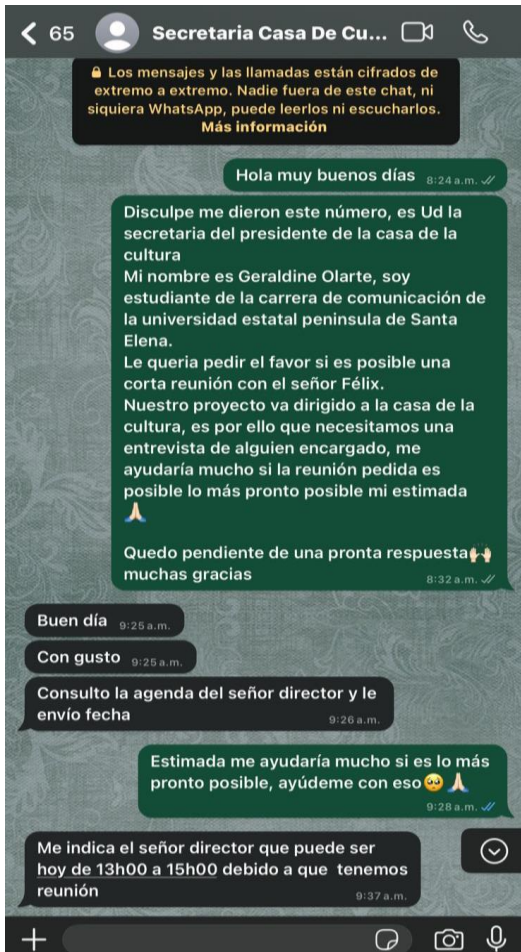 65 Secretaria Casa De Cu...
Los mensajes y las llamadas están cifrados de
extremo a extremo. Nadie fuera de este chat, ni
siquiera WhatsApp, puede leerlos ni escucharlos.
Más información
Hola muy buenos días 8:24 a.m.
Disculpe me dieron este número, es Ud la
secretaria del presidente de la casa de la
cultura
Mi nombre es Geraldine Olarte, soy
estudiante de la carrera de comunicación de
la universidad estatal peninsula de Santa
Elena.
Le queria pedir el favor si es posible una
corta reunión con el señor Félix.
Nuestro proyecto va dirigido a la casa de la
cultura, es por ello que necesitamos una
entrevista de alguien encargado, me
ayudaría mucho si la reunión pedida es
posible lo más pronto posible mi estimada
🙏🏻
Quedo pendiente de una pronta respuesta🙌🏻
muchas gracias 8:32 a.m.
Buen día 9:25 a.m.
Con gusto 9:25 a.m.
Consulto la agenda del señor director y le
envío fecha 9:26 a.m.
Estimada me ayudaría mucho si es lo más
pronto posible, ayúdeme con eso🥺🙏🏻
9:28 a.m.
Me indica el señor director que puede ser
hoy de 13h00 a 15h00 debido a que tenemos
reunión 9:37 a.m.